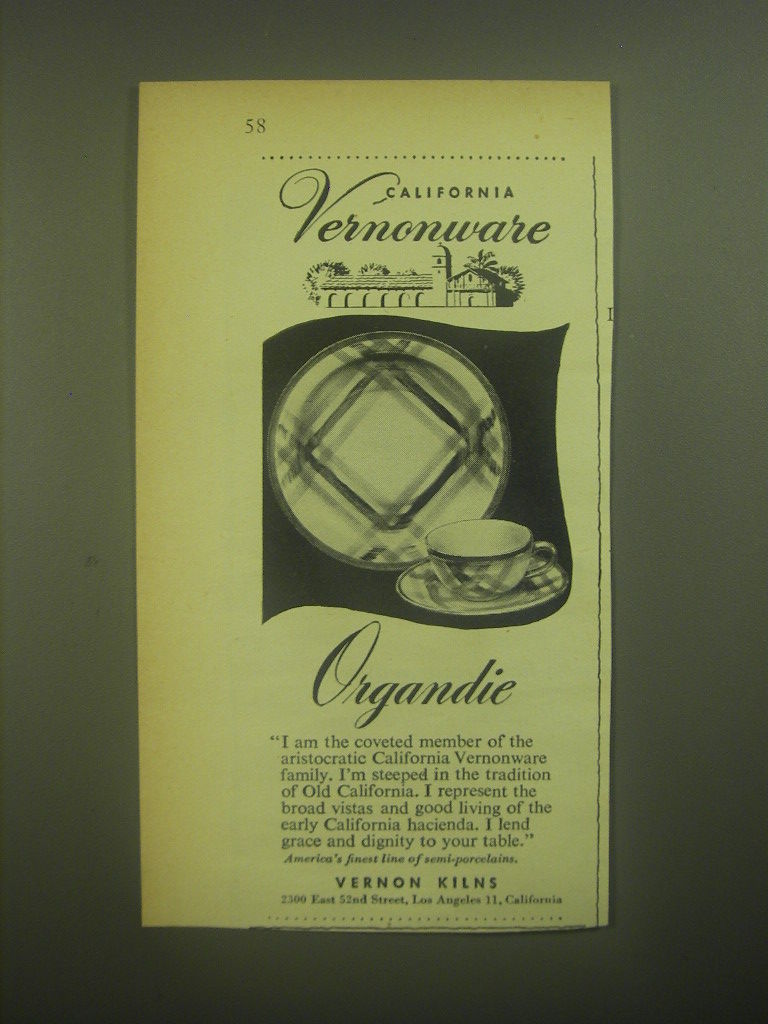 58
CALIFORNIA
Vernonware
I
Organdie
"I am the coveted member of the
aristocratic California Vernonware
family. I'm steeped in the tradition
of Old California. I represent the
broad vistas and good living of the
early California hacienda. I lend
grace and dignity to your table."
America's finest line of semi-porcelains.
VERNON KILNS
2300 East 52nd Street, Los Angeles 11, California